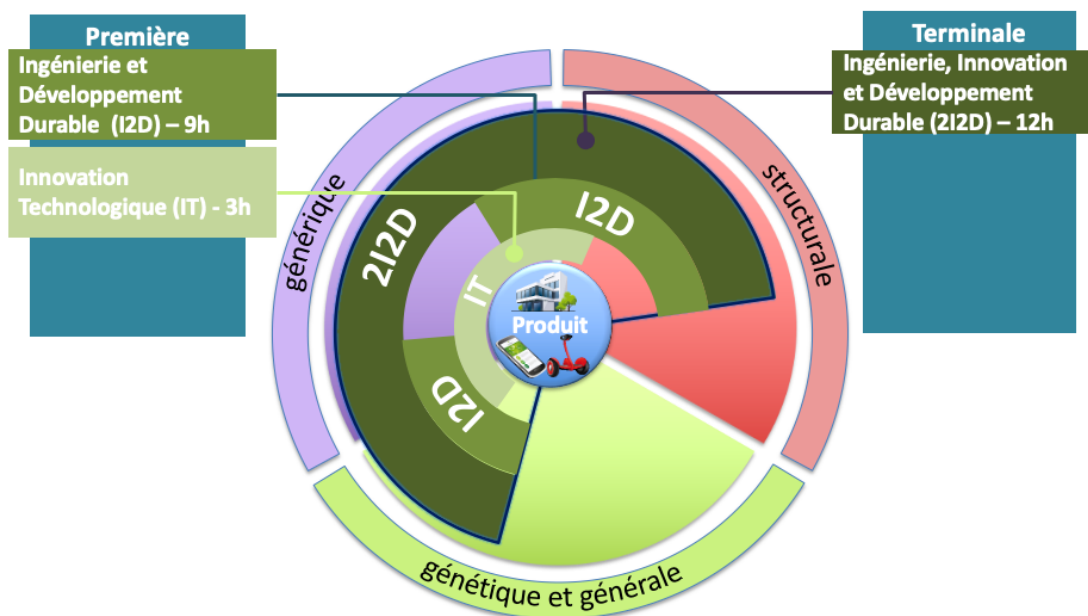 Première
Ingénierie et
Développement
Durable (I2D) – 9h
Innovation
Technologique (IT) - 3h
Terminale
Ingénierie, Innovation
et Développement
Durable (2I2D) – 12h
générique
structurale
génétique et générale
2I2D
I2D
I2D
IT
Produit